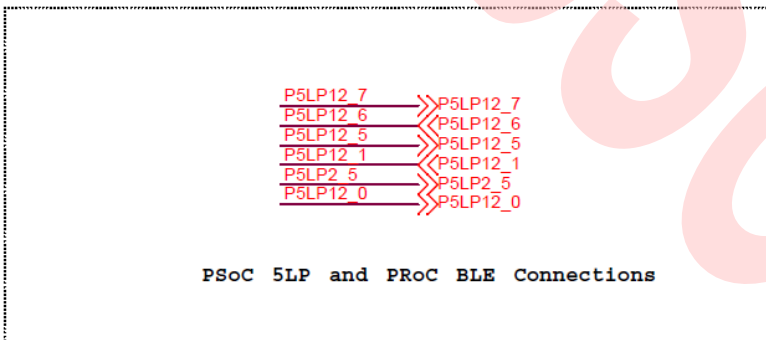 P5LP12_7 P5LP12_7
P5LP12_6 P5LP12_6
P5LP12_5 P5LP12_5
P5LP12_1 P5LP12_1
P5LP2_5 P5LP2_5
P5LP12_0 P5LP12_0
PSoC 5LP and PRoC BLE Connections